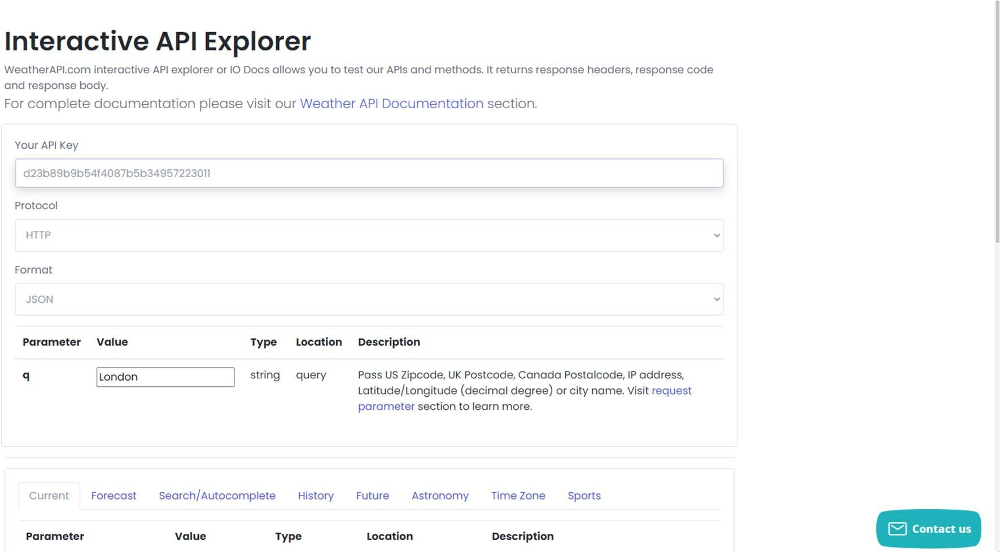 Interactive API Explorer
WeatherAPI.com interactive API explorer or IO Docs allows you to test our APIs and methods. It returns response headers, response code
and response body.
For complete documentation please visit our Weather API Documentation section.
Your API Key
d23b89b9b54f4087b5b34957223011
Protocol
HTTP
Format
JSON
Parameter Value Type Location Description
q London string query Pass US Zipcode, UK Postcode, Canada Postalcode, IP address,
Latitude/Longitude (decimal degree) or city name. Visit request
parameter section to learn more.
Current Forecast Search/Autocomplete History Future Astronomy Time Zone Sports
Parameter Value Type Location Description
Contact us